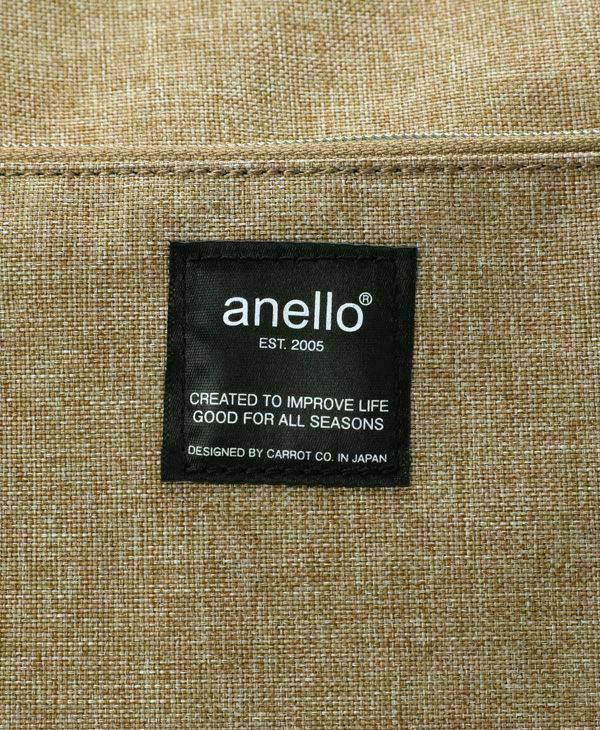 anello®
EST. 2005
CREATED TO IMPROVE LIFE
GOOD FOR ALL SEASONS
DESIGNED BY CARROT CO. IN JAPAN